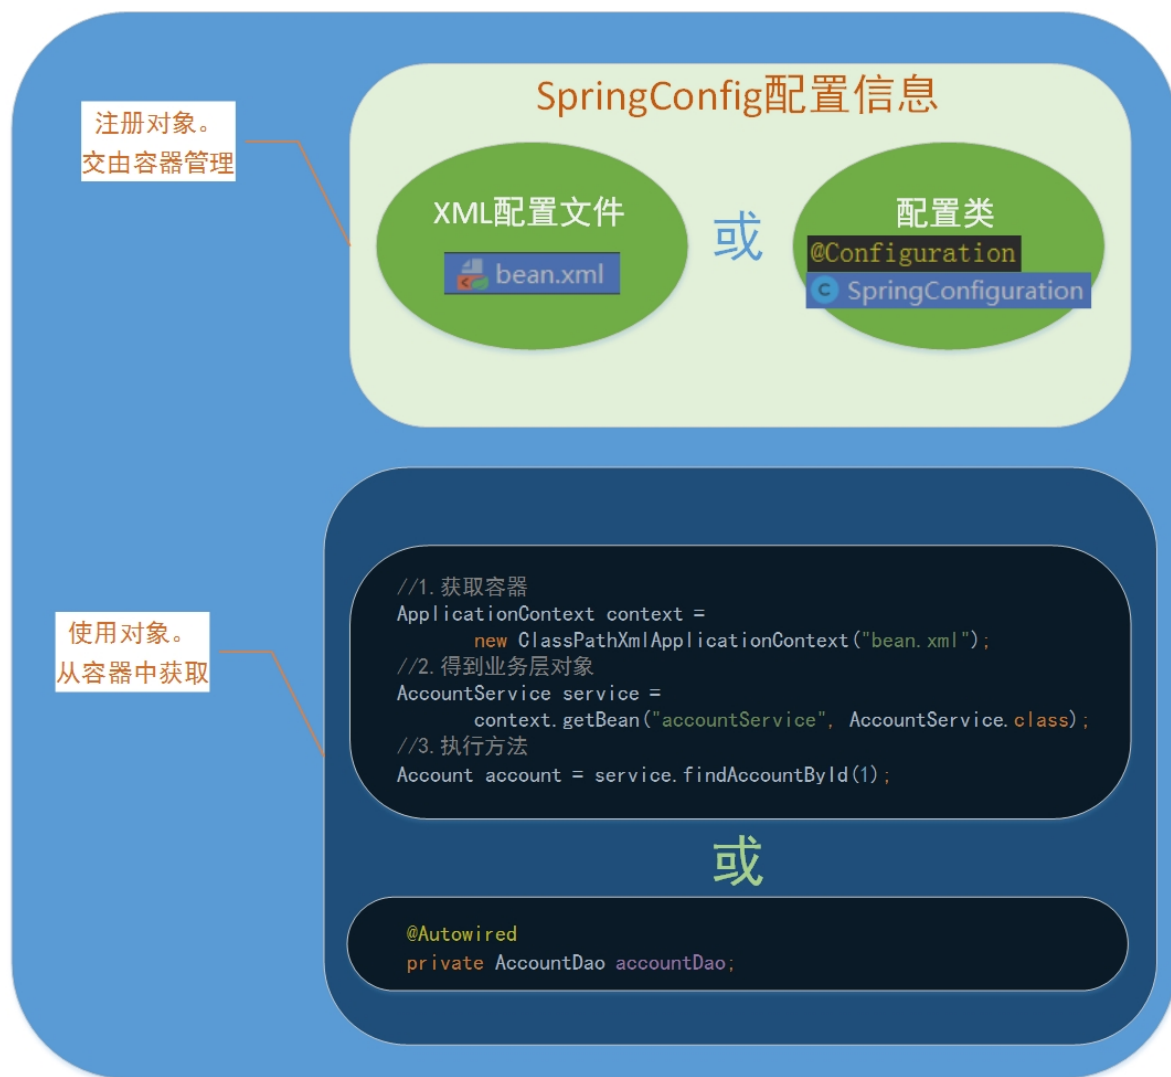 SpringConfig配置信息
注册对象。
交由容器管理
XML配置文件
bean.xml
或
配置类
@Configuration
SpringConfiguration
使用对象。
从容器中获取
//1.获取容器
ApplicationContext context =
new ClassPathXmlApplicationContext("bean.xml");
//2.得到业务层对象
AccountService service =
context.getBean("accountService", AccountService.class);
//3.执行方法
Account account = service.findAccountById(1);
或
@Autowired
private AccountDao accountDao;